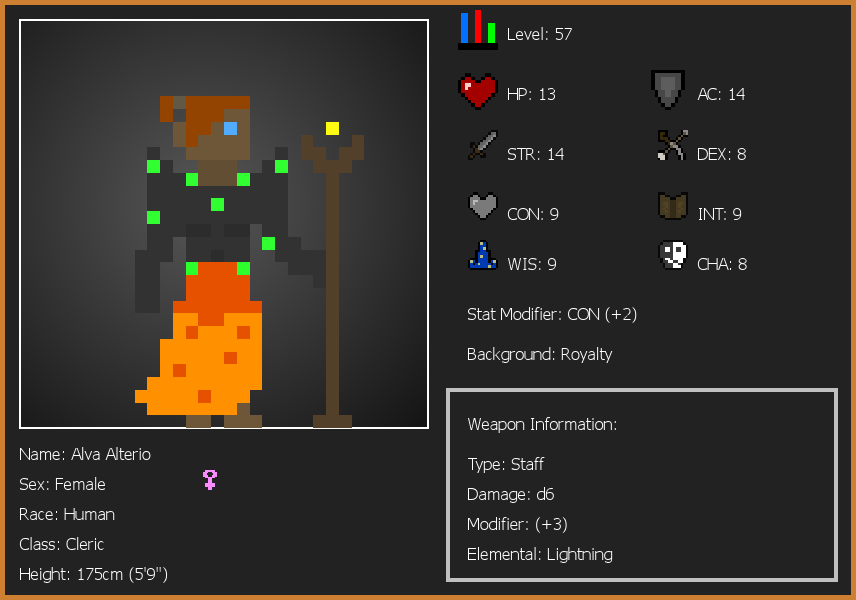 Level: 57
HP: 13
AC: 14
STR: 14
DEX: 8
CON: 9
INT: 9
WIS: 9
CHA: 8
Stat Modifier: CON (+2)
Background: Royalty
Weapon Information:
Type: Staff
Damage: d6
Modifier: (+3)
Elemental: Lightning
Name: Alva Alterio
Sex: Female
Race: Human
Class: Cleric
Height: 175cm (5'9")